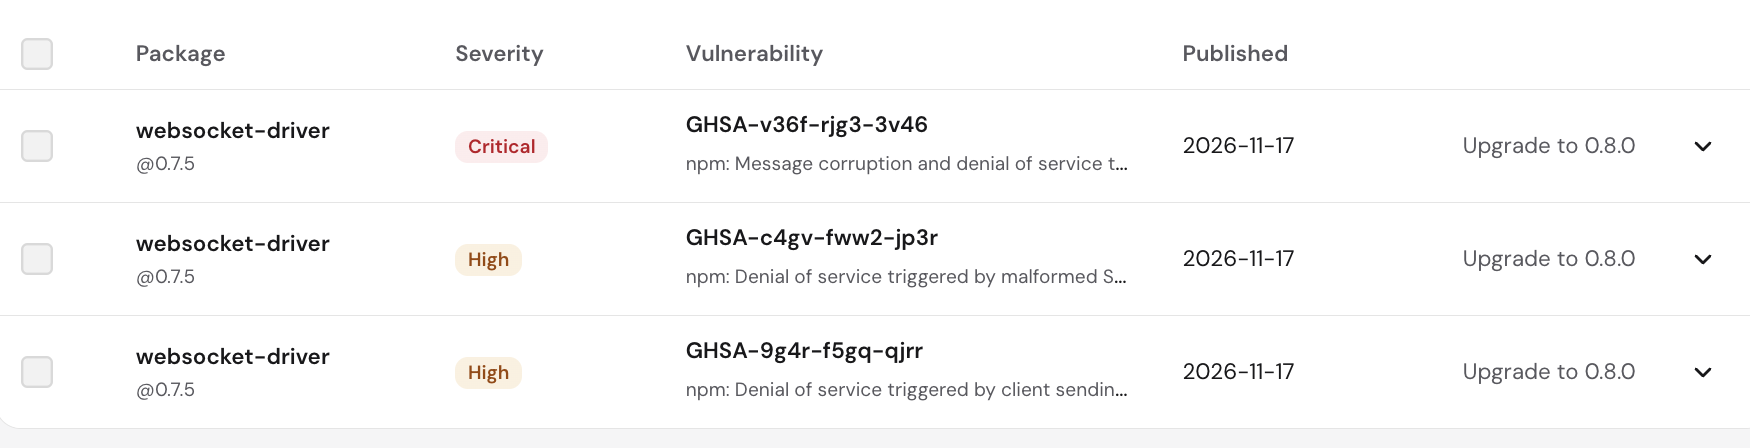 Package Severity Vulnerability Published
websocket-driver
@0.7.5
Critical
GHSA-v36f-rjg3-3v46
npm: Message corruption and denial of service t...
2026-11-17
Upgrade to 0.8.0
websocket-driver
@0.7.5
High
GHSA-c4gv-fww2-jp3r
npm: Denial of service triggered by malformed S...
2026-11-17
Upgrade to 0.8.0
websocket-driver
@0.7.5
High
GHSA-9g4r-f5gq-qjrr
npm: Denial of service triggered by client sendin...
2026-11-17
Upgrade to 0.8.0